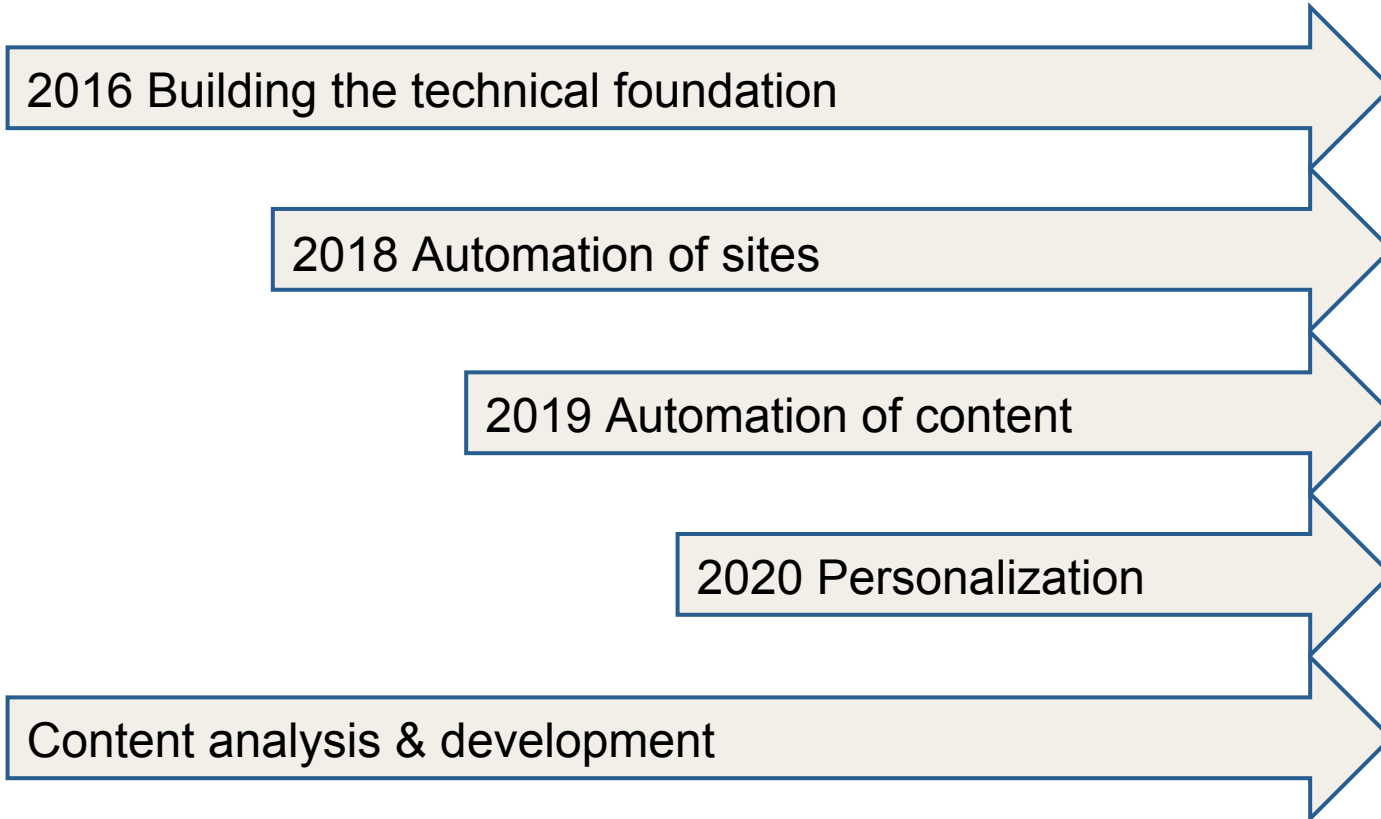 2016 Building the technical foundation
2018 Automation of sites
2019 Automation of content
2020 Personalization
Content analysis & development